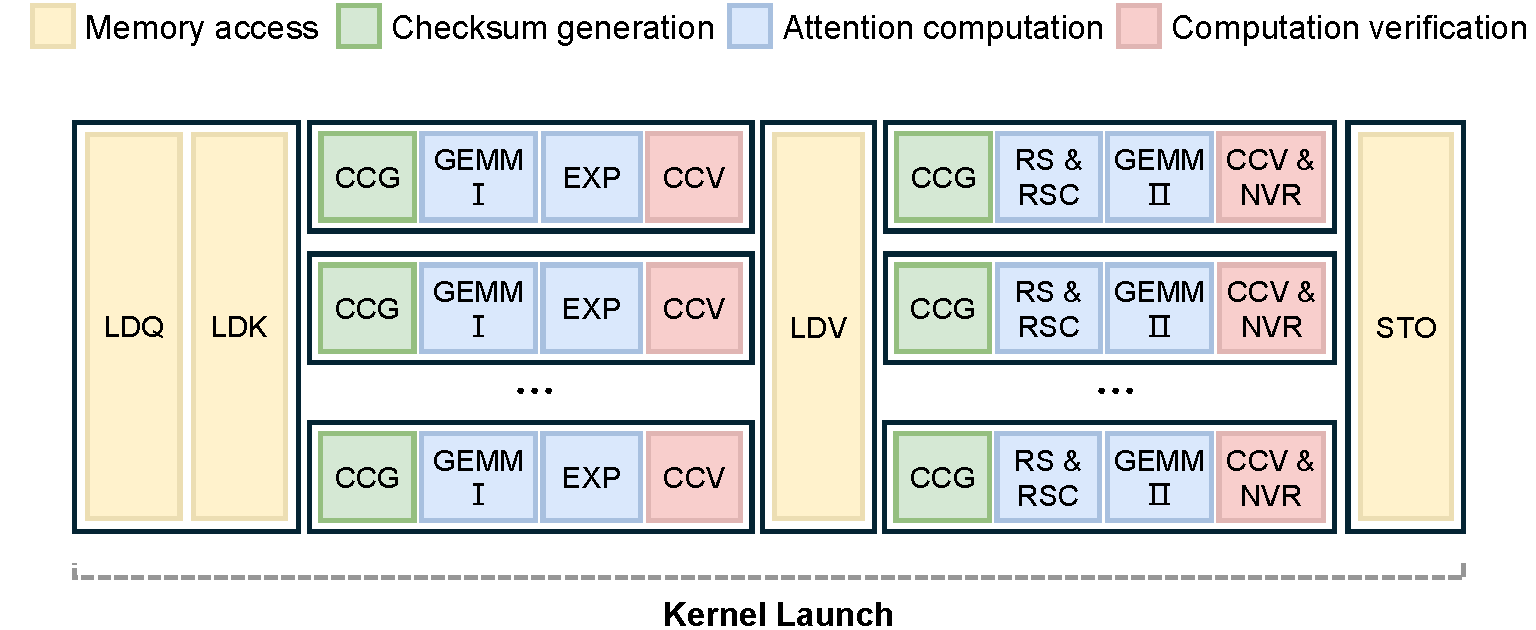 Memory access Checksum generation Attention computation Computation verification
LDQ
LDK
CCG
GEMM
I
EXP
CCV
CCG
GEMM
I
EXP
CCV
...
CCG
GEMM
I
EXP
CCV
LDV
CCG
RS &
RSC
GEMM
II
CCV &
NVR
CCG
RS &
RSC
GEMM
II
CCV &
NVR
...
CCG
RS &
RSC
GEMM
II
CCV &
NVR
STO
Kernel Launch